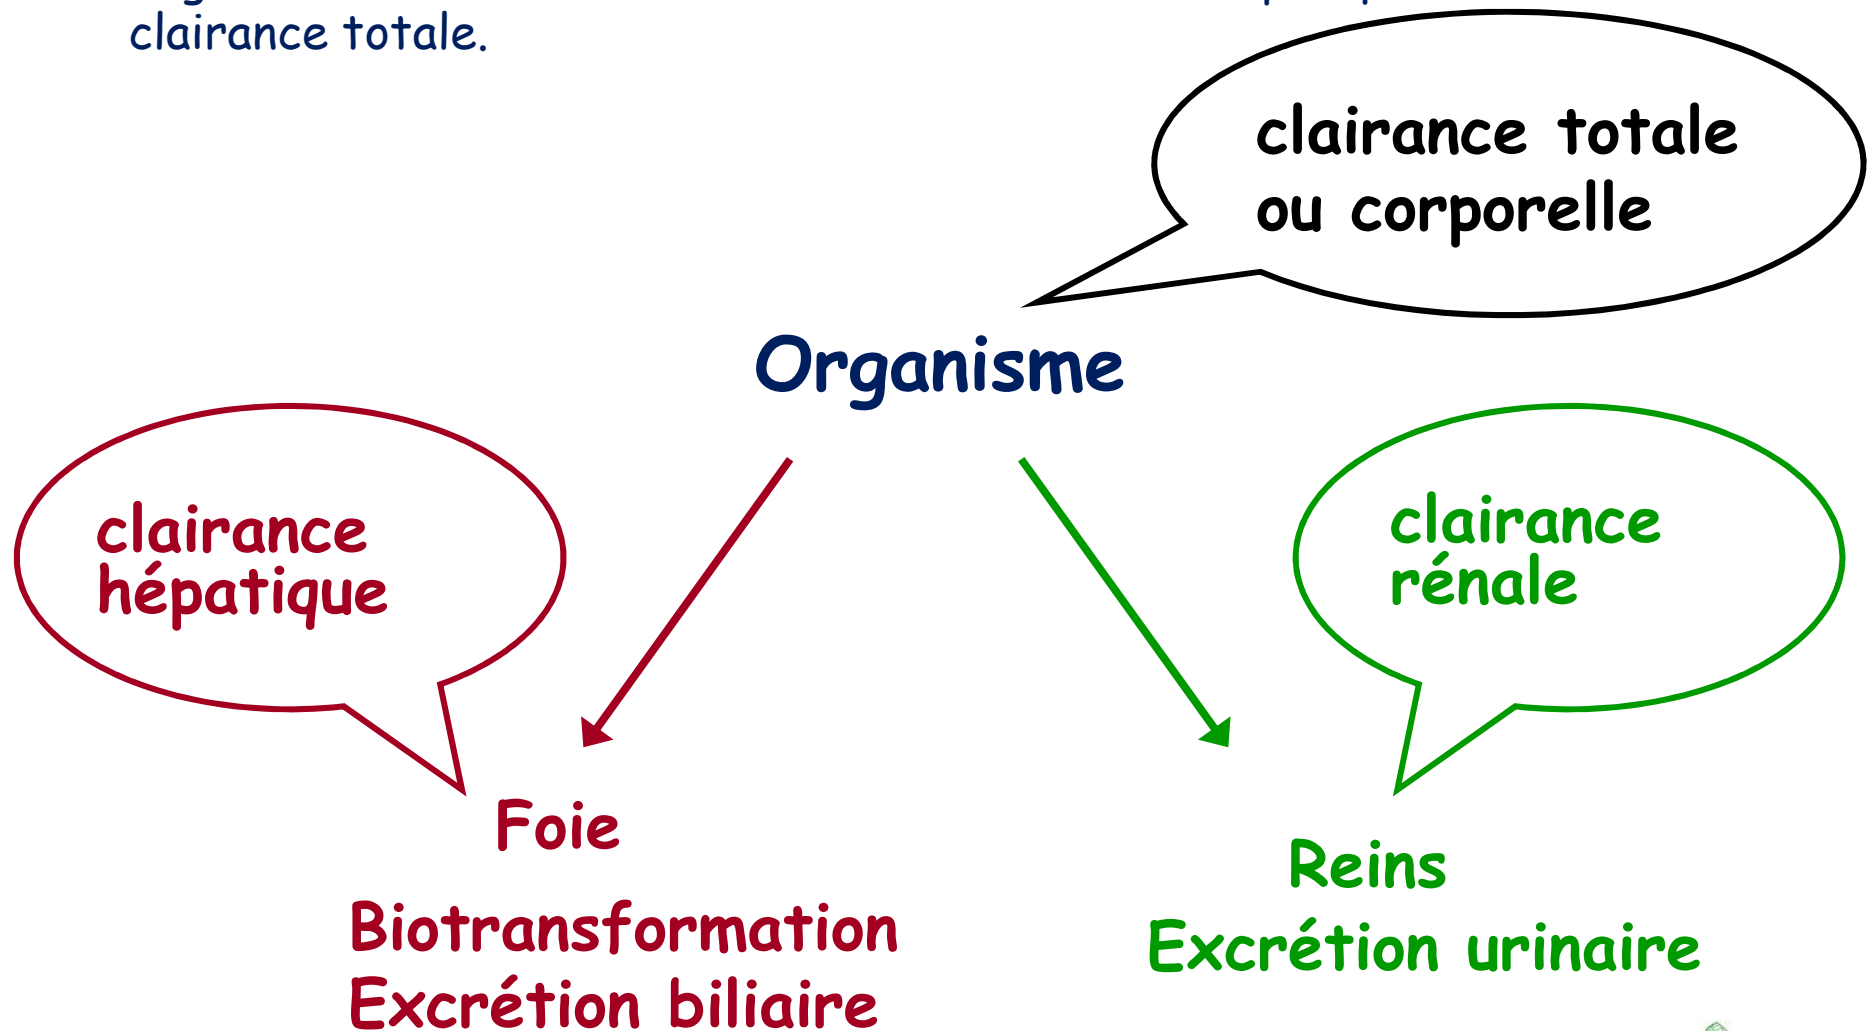 clairance totale.
clairance totale
ou corporelle
Organisme
clairance
hépatique
clairance
rénale
Foie
Biotransformation
Excrétion biliaire
Reins
Excrétion urinaire